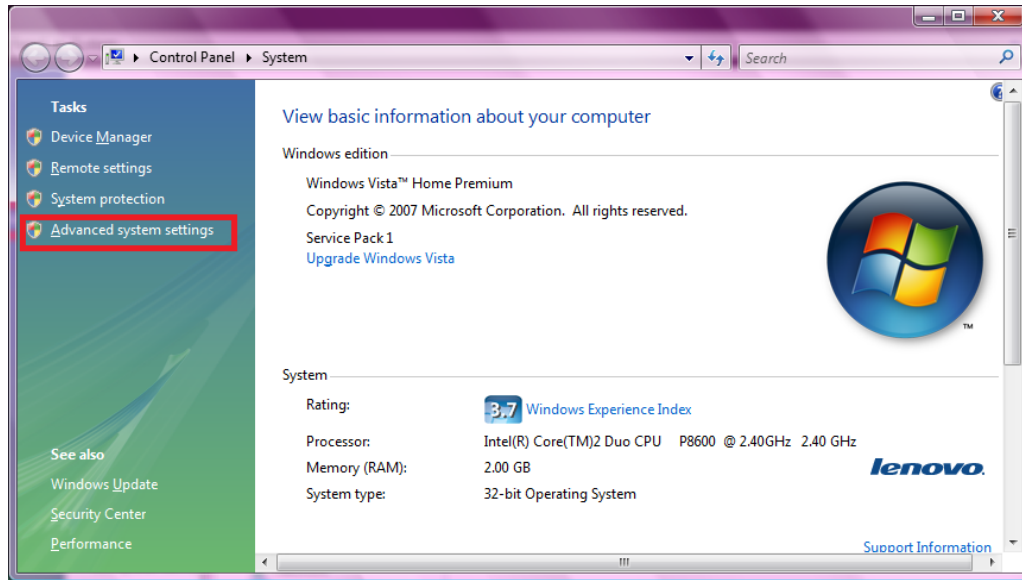 Control Panel System
Search
Tasks
Device Manager
Remote settings
System protection
Advanced system settings
See also
Windows Update
Security Center
Performance
View basic information about your computer
Windows edition
Windows Vista™ Home Premium
Copyright © 2007 Microsoft Corporation. All rights reserved.
Service Pack 1
Upgrade Windows Vista
TM
System
Rating:
3.7 Windows Experience Index
Processor:
Intel(R) Core(TM)2 Duo CPU P8600 @ 2.40GHz 2.40 GHz
Memory (RAM):
2.00 GB
System type:
32-bit Operating System
lenovo.
Support Information